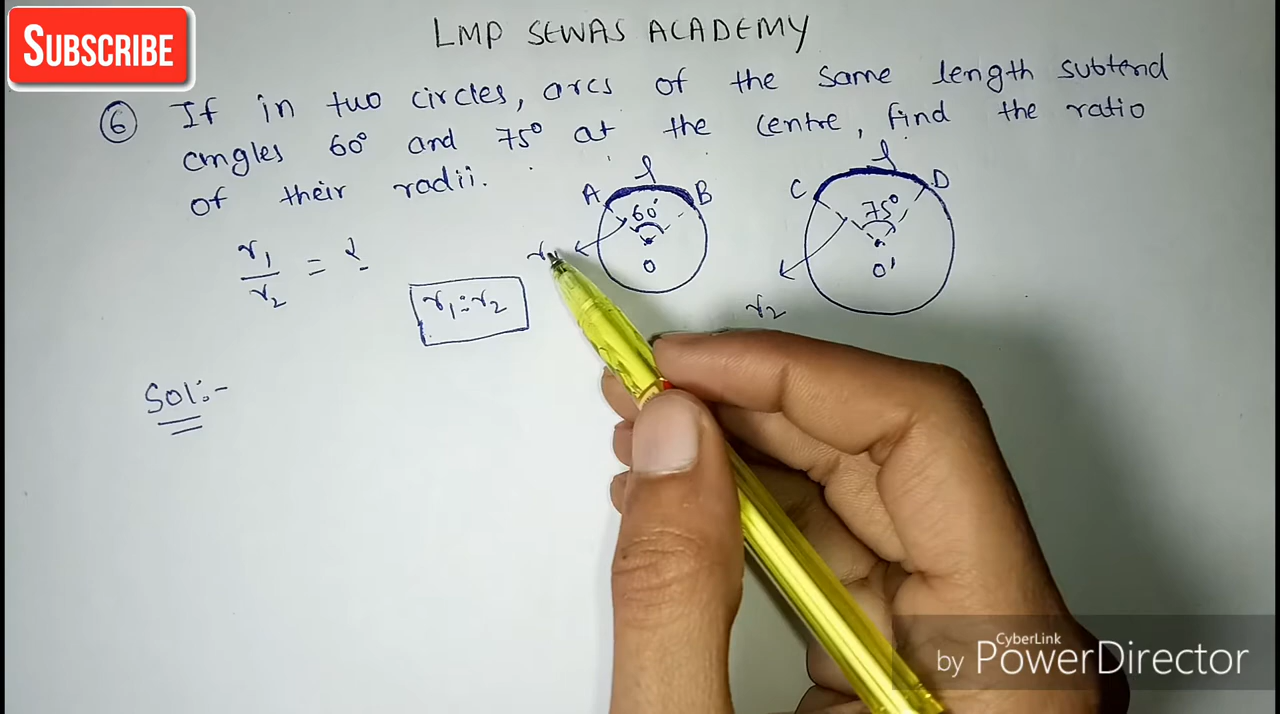 SUBSCRIBE
LMP SEWAS ACADEMY
⑥ If in two circles, arcs of the same length subtend
angles 60° and 75° at the centre, find the ratio
of their radii.
l
l
A
B
C
D
60°
75°
O
O'
r₁/r₂ = ?
r₁:r₂
r₂
Sol:-
CyberLink
by PowerDirector